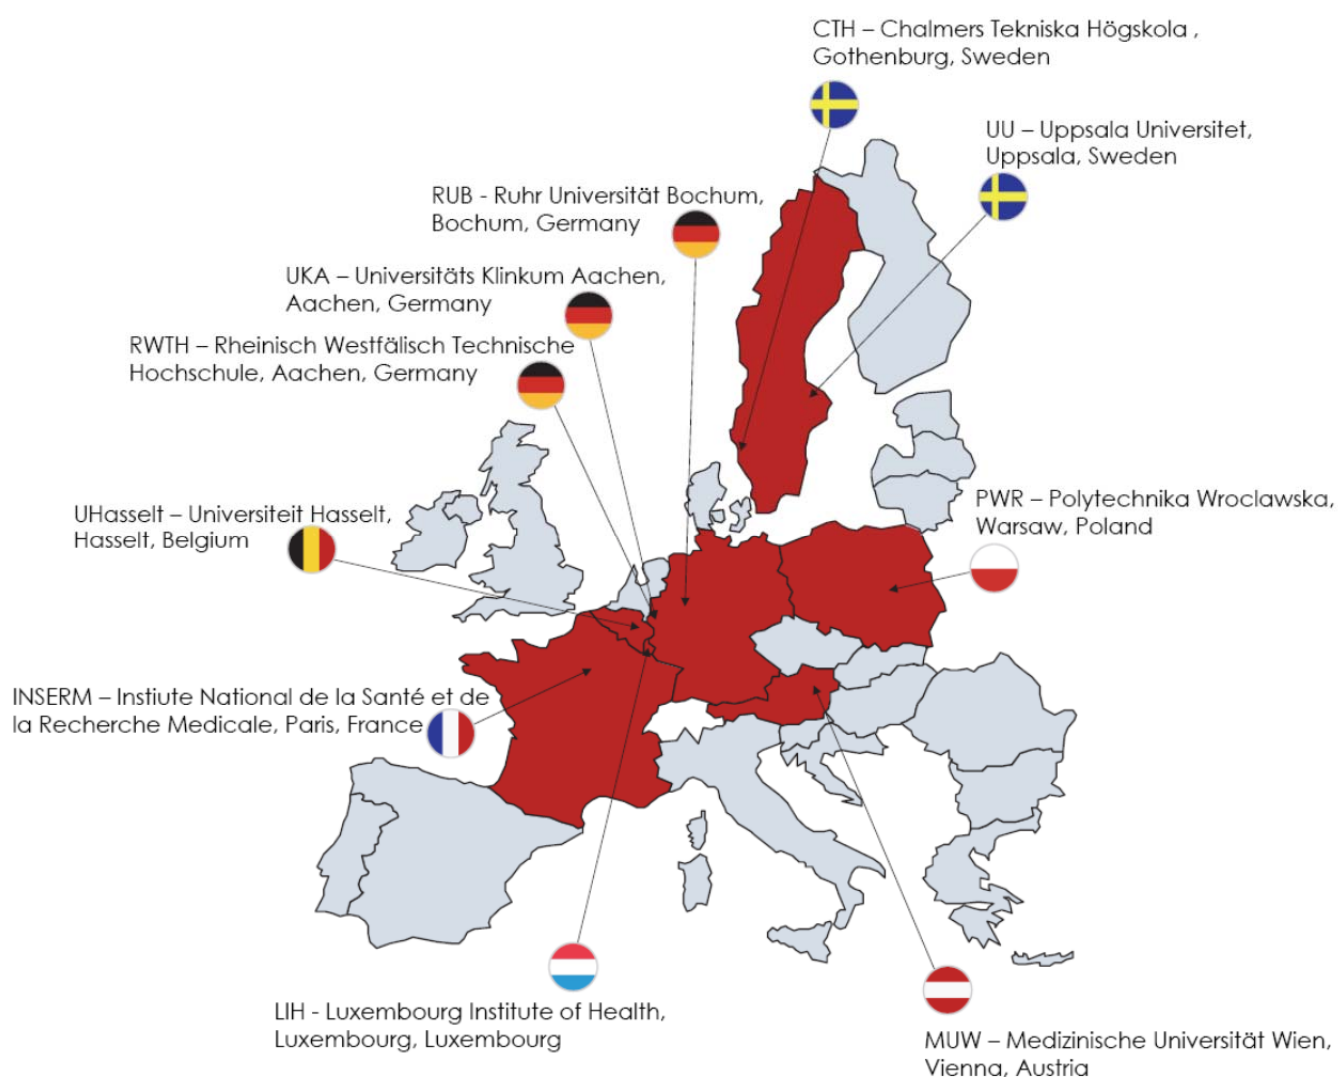 CTH – Chalmers Tekniska Högskola ,
Gothenburg, Sweden
UU – Uppsala Universitet,
Uppsala, Sweden
RUB - Ruhr Universität Bochum,
Bochum, Germany
UKA – Universitäts Klinkum Aachen,
Aachen, Germany
RWTH – Rheinisch Westfälisch Technische
Hochschule, Aachen, Germany
UHasselt – Universiteit Hasselt,
Hasselt, Belgium
PWR – Polytechnika Wroclawska,
Warsaw, Poland
INSERM – Instiute National de la Santé et de
la Recherche Medicale, Paris, France
LIH - Luxembourg Institute of Health,
Luxembourg, Luxembourg
MUW – Medizinische Universität Wien,
Vienna, Austria